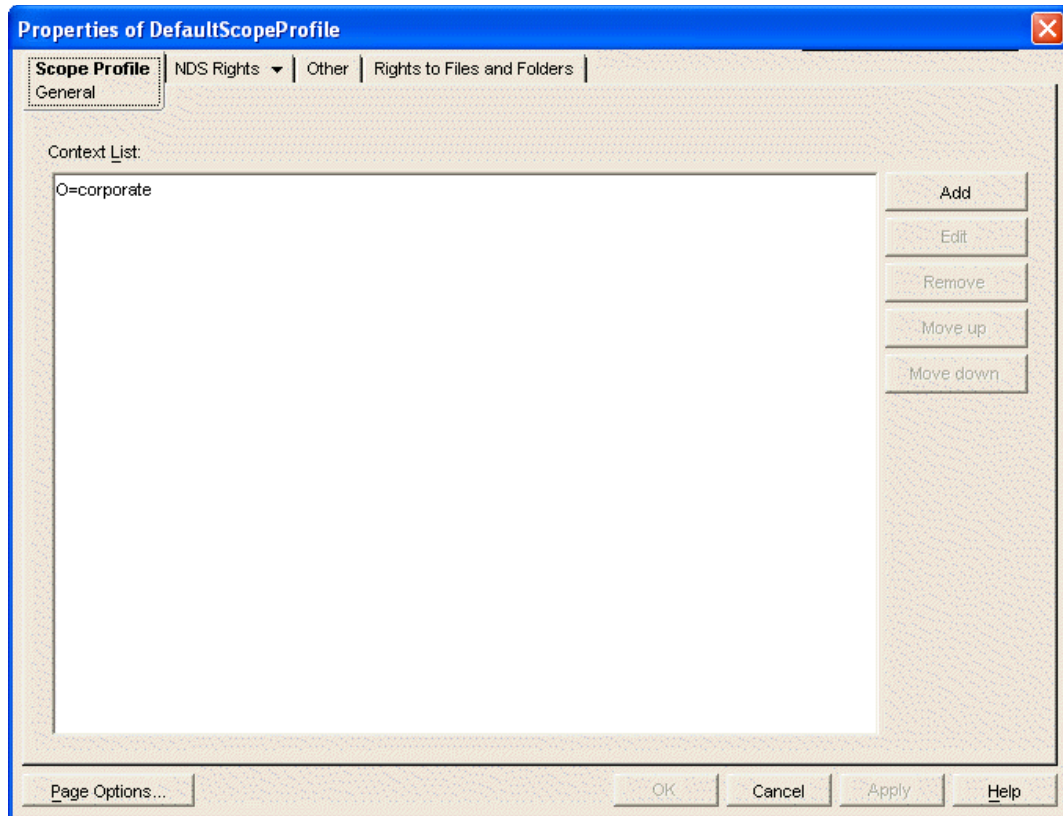 Properties of DefaultScopeProfile
Scope Profile NDS Rights Other Rights to Files and Folders
General
Context List:
O=corporate
Add
Edit
Remove
Move up
Move down
Page Options... OK Cancel Apply Help